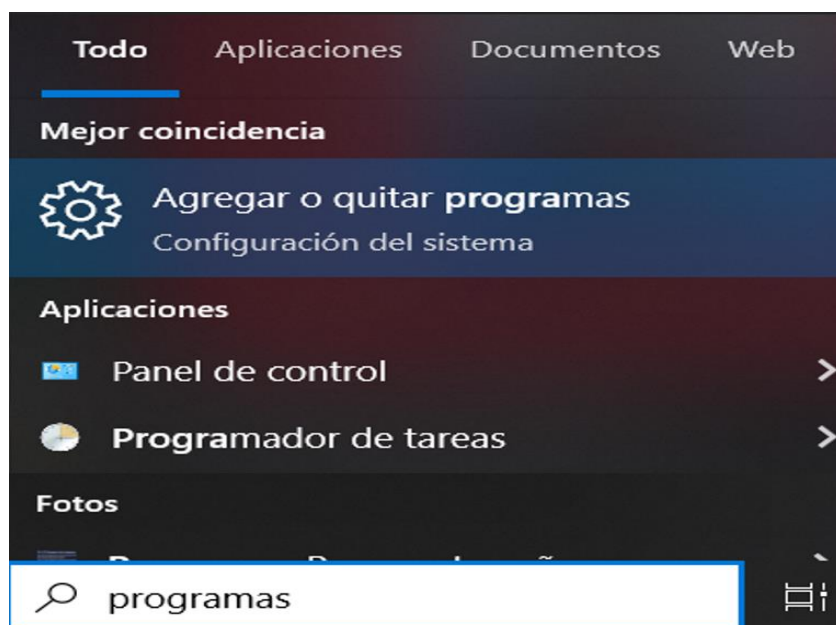 Todo Aplicaciones Documentos Web
Mejor coincidencia
Agregar o quitar programas
Configuración del sistema
Aplicaciones
Panel de control
Programador de tareas
Fotos
programas